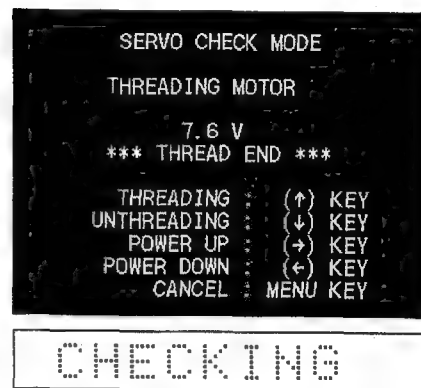 SERVO CHECK MODE
THREADING MOTOR
7.6 V
*** THREAD END ***
THREADING : (↑) KEY
UNTHREADING : (↓) KEY
POWER UP : (→) KEY
POWER DOWN : (←) KEY
CANCEL : MENU KEY
CHECKING